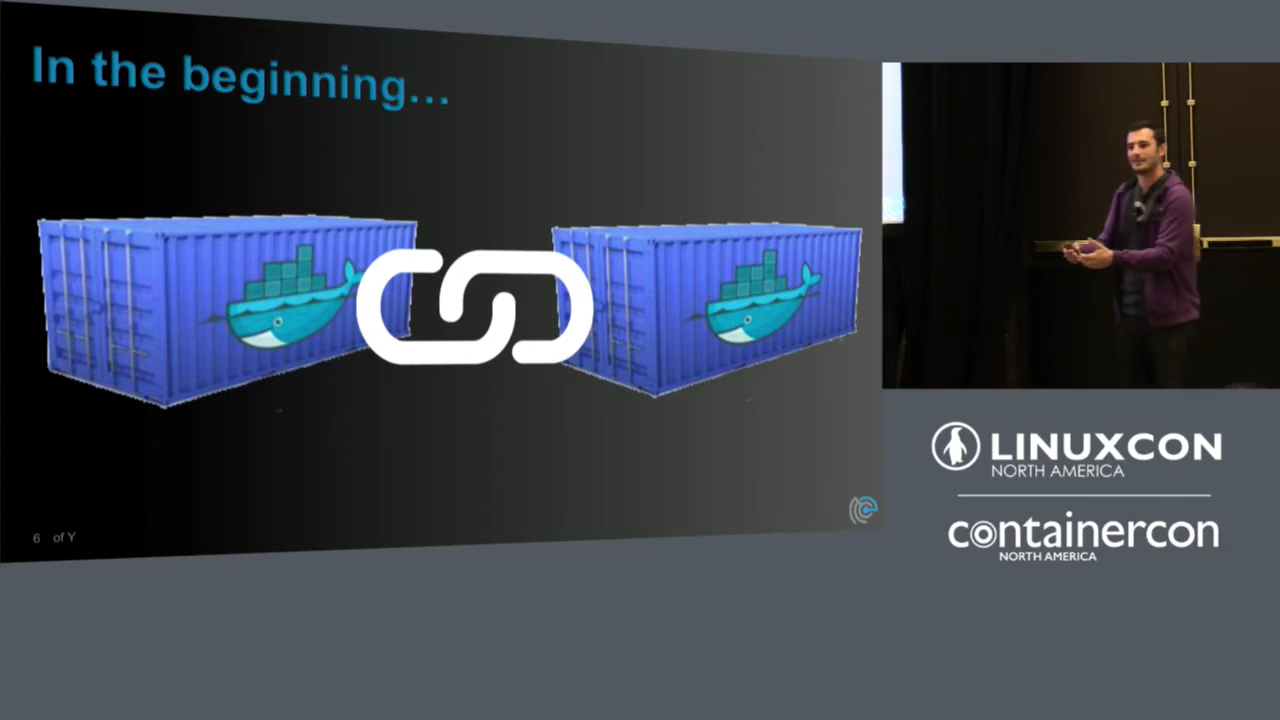 In the beginning...
6 of Y
LINUXCON
NORTH AMERICA
containercon
NORTH AMERICA